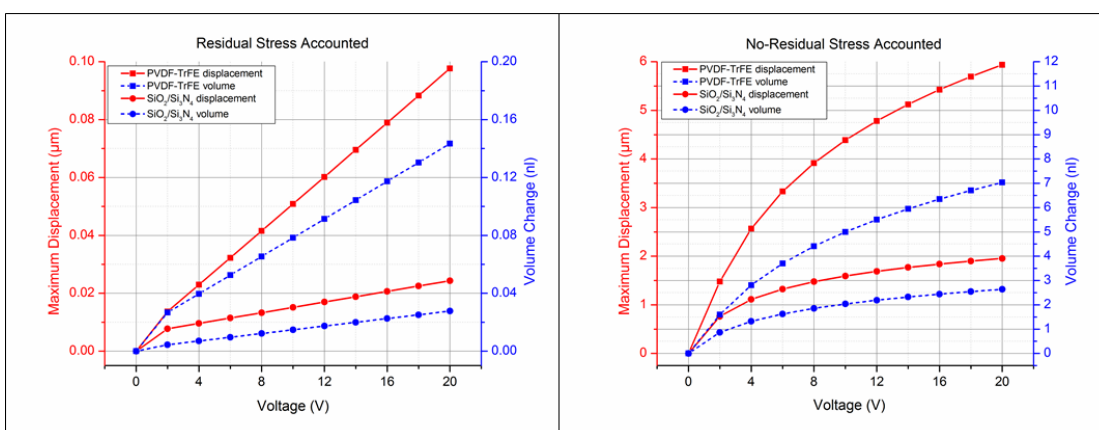 Residual Stress Accounted
PVDF-TrFE displacement
PVDF-TrFE volume
SiO₂/Si₃N₄ displacement
SiO₂/Si₃N₄ volume
Maximum Displacement (μm)
0.10
0.08
0.06
0.04
0.02
0.00
0.20
0.16
0.12
0.08
0.04
0.00
Volume Change (nl)
0 4 8 12 16 20
Voltage (V)
No-Residual Stress Accounted
PVDF-TrFE displacement
PVDF-TrFE volume
SiO₂/Si₃N₄ displacement
SiO₂/Si₃N₄ volume
Maximum Displacement (μm)
6
5
4
3
2
1
0
12
11
10
9
8
7
6
5
4
3
2
1
0
Volume Change (nl)
0 4 8 12 16 20
Voltage (V)